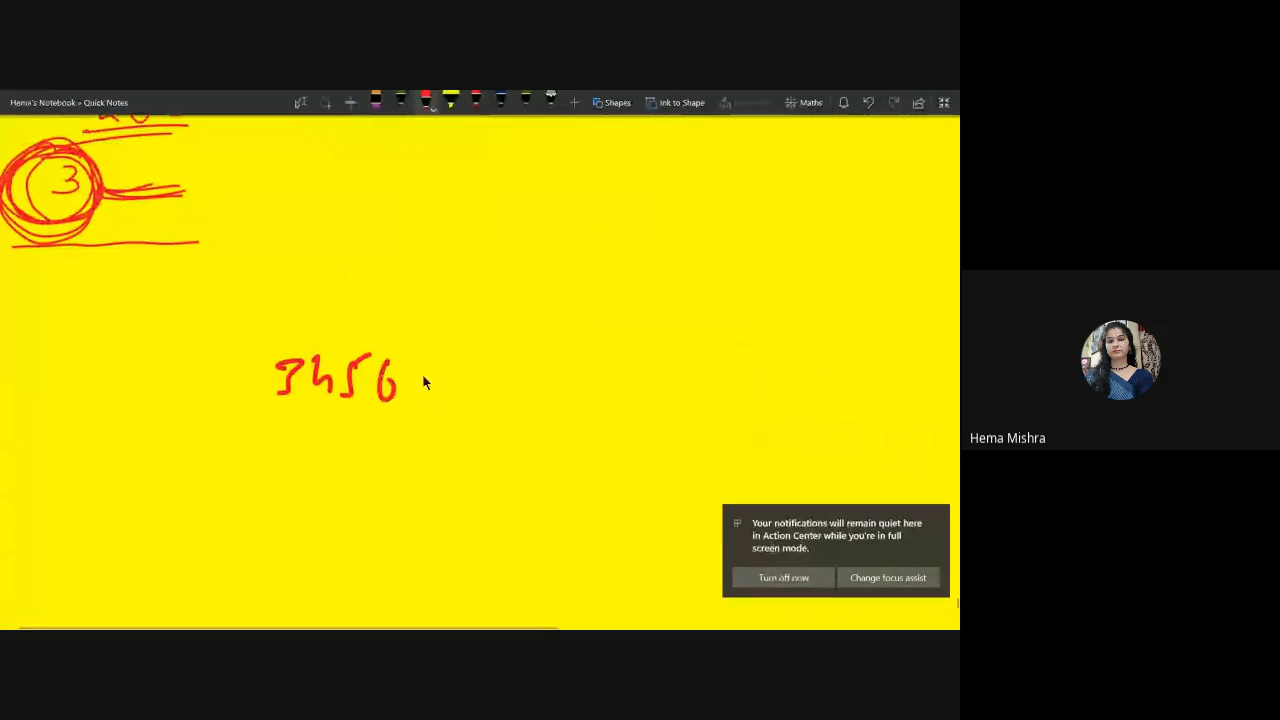 Hema's Notebook » Quick Notes
Shapes
Ink to Shape
Maths
3
3456
Hema Mishra
Your notifications will remain quiet here
in Action Center while you're in full
screen mode.
Turn off now
Change focus assist